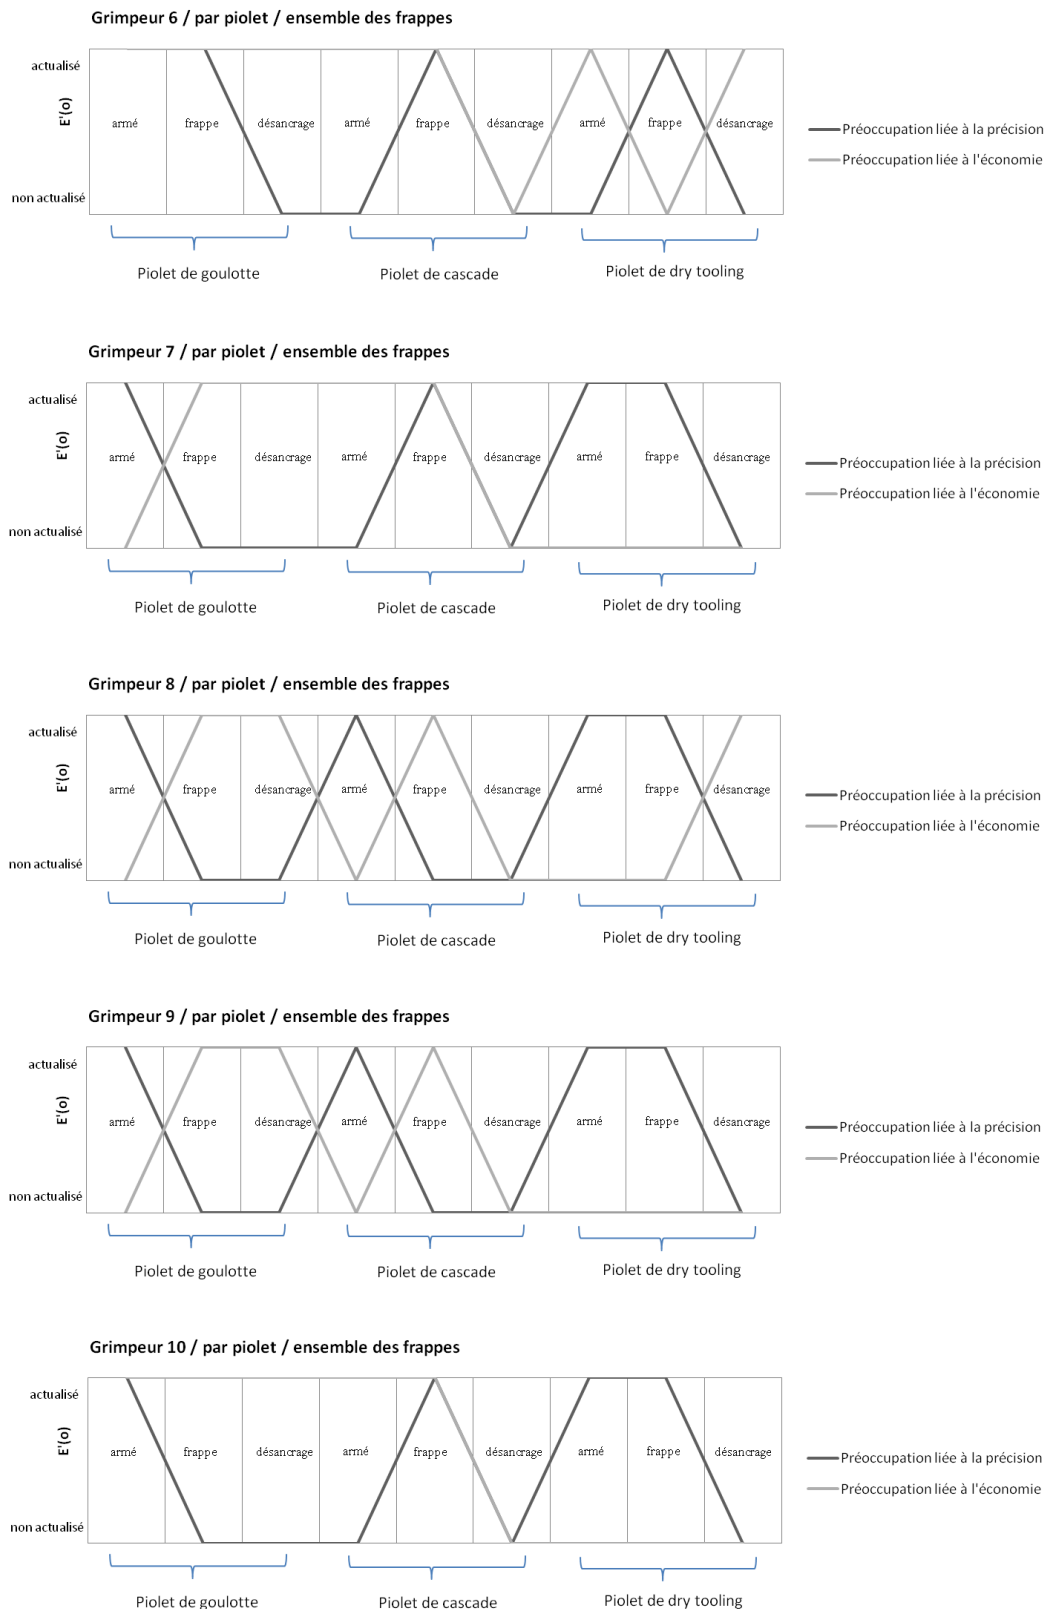 Grimpeur 6 / par piolet / ensemble des frappes
actualisé
E'(o)
non actualisé
armé frappe désancrage armé frappe désancrage armé frappe désancrage
Préoccupation liée à la précision
Préoccupation liée à l'économie
Piolet de goulotte Piolet de cascade Piolet de dry tooling
Grimpeur 7 / par piolet / ensemble des frappes
actualisé
E'(o)
non actualisé
armé frappe désancrage armé frappe désancrage armé frappe désancrage
Préoccupation liée à la précision
Préoccupation liée à l'économie
Piolet de goulotte Piolet de cascade Piolet de dry tooling
Grimpeur 8 / par piolet / ensemble des frappes
actualisé
E'(o)
non actualisé
armé frappe désancrage armé frappe désancrage armé frappe désancrage
Préoccupation liée à la précision
Préoccupation liée à l'économie
Piolet de goulotte Piolet de cascade Piolet de dry tooling
Grimpeur 9 / par piolet / ensemble des frappes
actualisé
E'(o)
non actualisé
armé frappe désancrage armé frappe désancrage armé frappe désancrage
Préoccupation liée à la précision
Préoccupation liée à l'économie
Piolet de goulotte Piolet de cascade Piolet de dry tooling
Grimpeur 10 / par piolet / ensemble des frappes
actualisé
E'(o)
non actualisé
armé frappe désancrage armé frappe désancrage armé frappe désancrage
Préoccupation liée à la précision
Préoccupation liée à l'économie
Piolet de goulotte Piolet de cascade Piolet de dry tooling